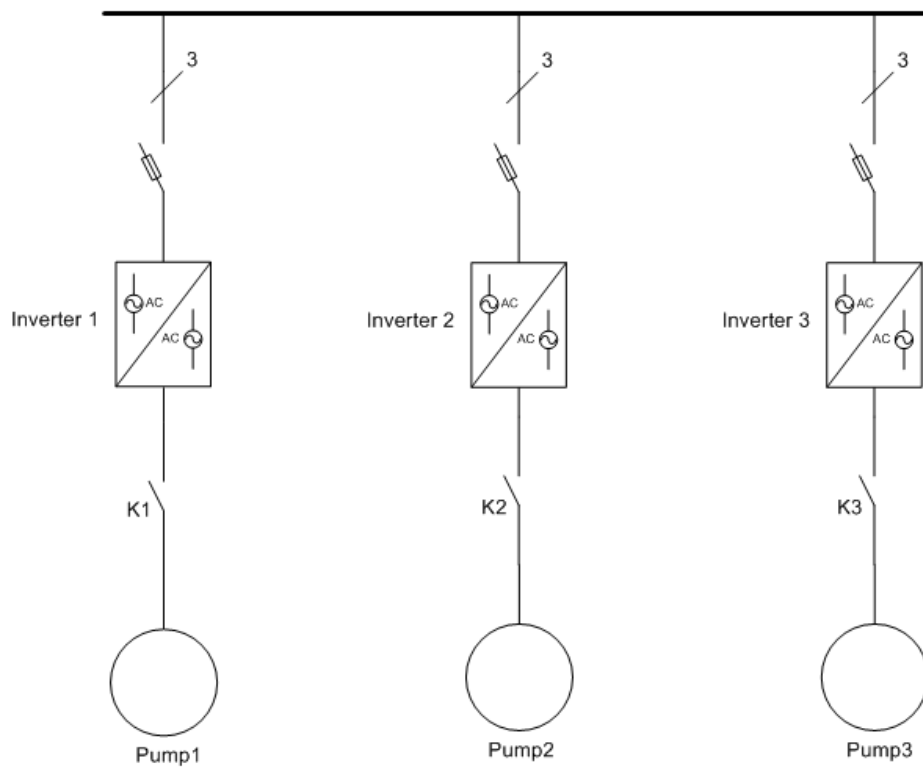 3
3
3
Inverter 1
AC
AC
Inverter 2
AC
AC
Inverter 3
AC
AC
K1
K2
K3
Pump1
Pump2
Pump3